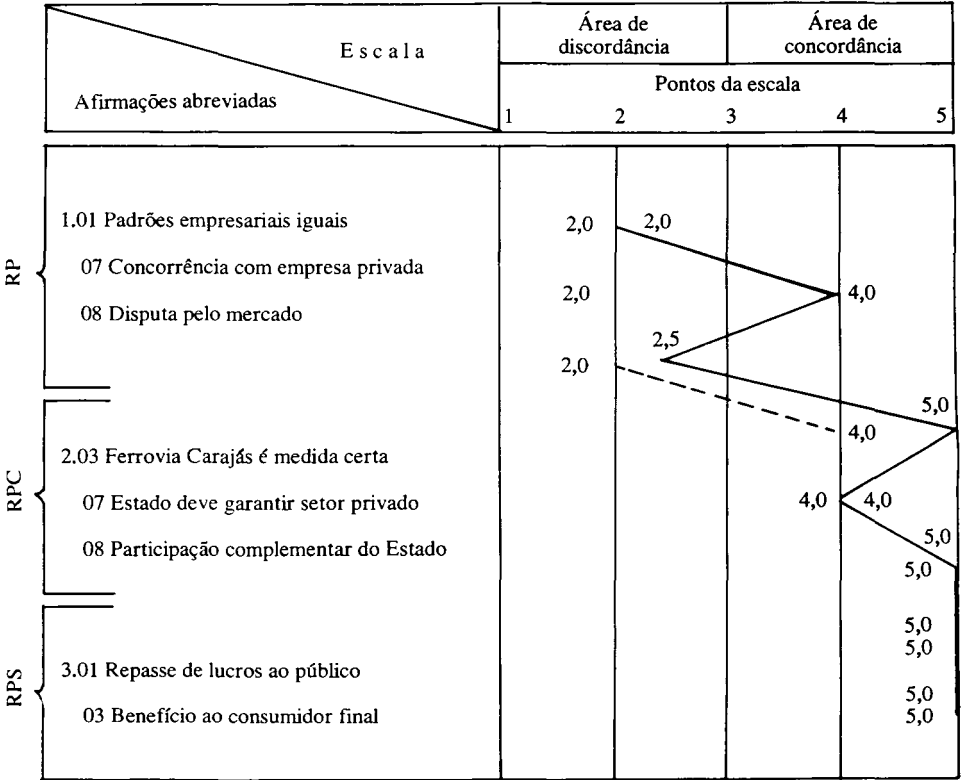 Escala
Afirmações abreviadas
Área de
discordância
Área de
concordância
Pontos da escala
1 2 3 4 5
RP
1.01 Padrões empresariais iguais
2,0 2,0
07 Concorrência com empresa privada
2,0 4,0
08 Disputa pelo mercado
2,5
2,0
5,0
4,0
RPC
2.03 Ferrovia Carajás é medida certa
07 Estado deve garantir setor privado
4,0 4,0
08 Participação complementar do Estado
5,0
5,0
RPS
5,0
5,0
3.01 Repasse de lucros ao público
5,0
03 Benefício ao consumidor final
5,0